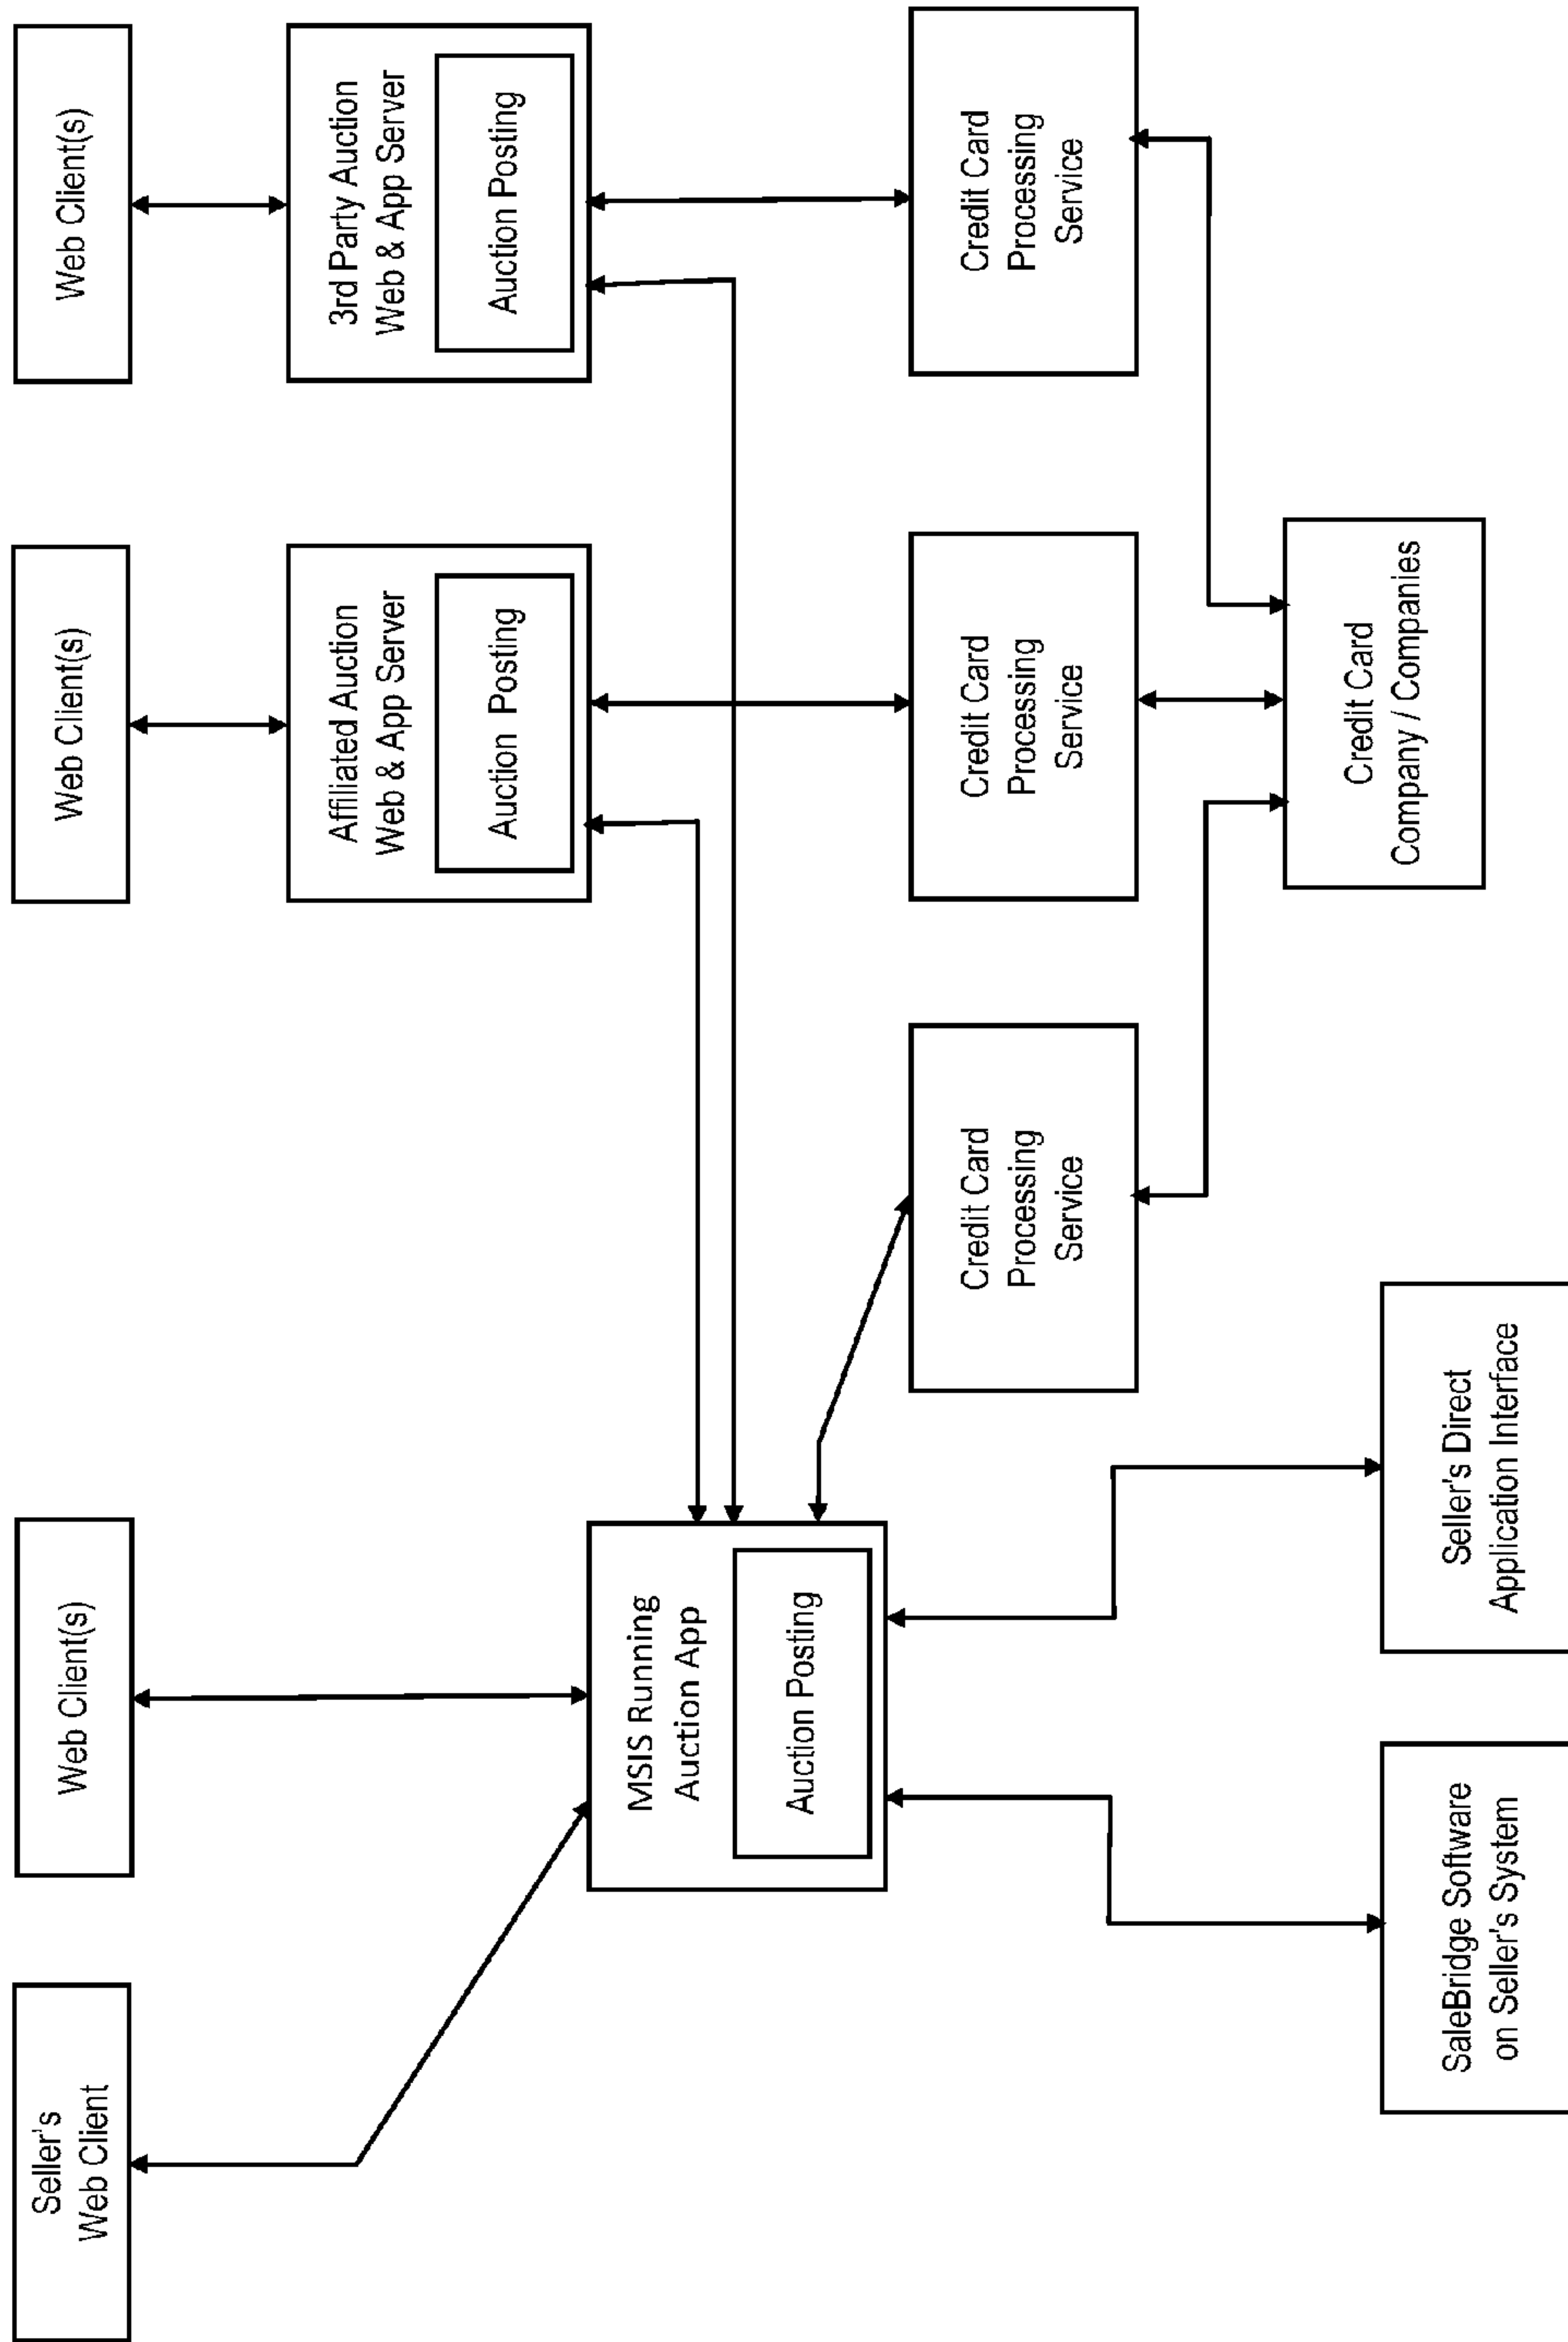 Seller's
Web Client
Web Client(s)
Web Client(s)
Web Client(s)
MSIS Running
Auction App
Auction Posting
Affiliated Auction
Web & App Server
Auction Posting
3rd Party Auction
Web & App Server
Auction Posting
Credit Card
Processing
Service
Credit Card
Processing
Service
Credit Card
Processing
Service
SaleBridge Software
on Seller's System
Seller's Direct
Application Interface
Credit Card
Company / Companies